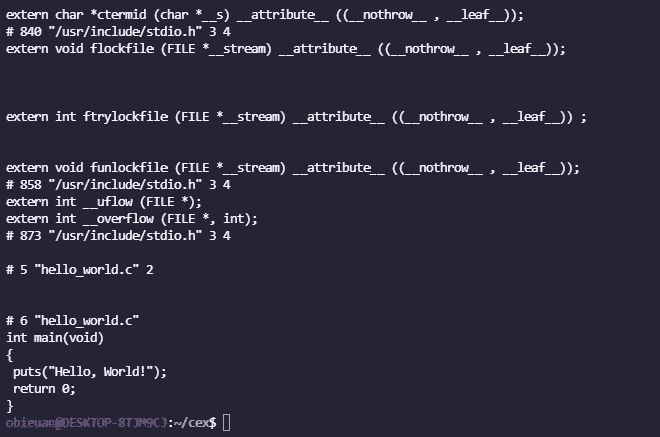 extern char *ctermid (char *__s) __attribute__ ((__nothrow__ , __leaf__));
# 840 "/usr/include/stdio.h" 3 4
extern void flockfile (FILE *__stream) __attribute__ ((__nothrow__ , __leaf__));
extern int ftrylockfile (FILE *__stream) __attribute__ ((__nothrow__ , __leaf__)) ;
extern void funlockfile (FILE *__stream) __attribute__ ((__nothrow__ , __leaf__));
# 858 "/usr/include/stdio.h" 3 4
extern int __uflow (FILE *);
extern int __overflow (FILE *, int);
# 873 "/usr/include/stdio.h" 3 4
# 5 "hello_world.c" 2
# 6 "hello_world.c"
int main(void)
{
puts("Hello, World!");
return 0;
}
:~/cex$